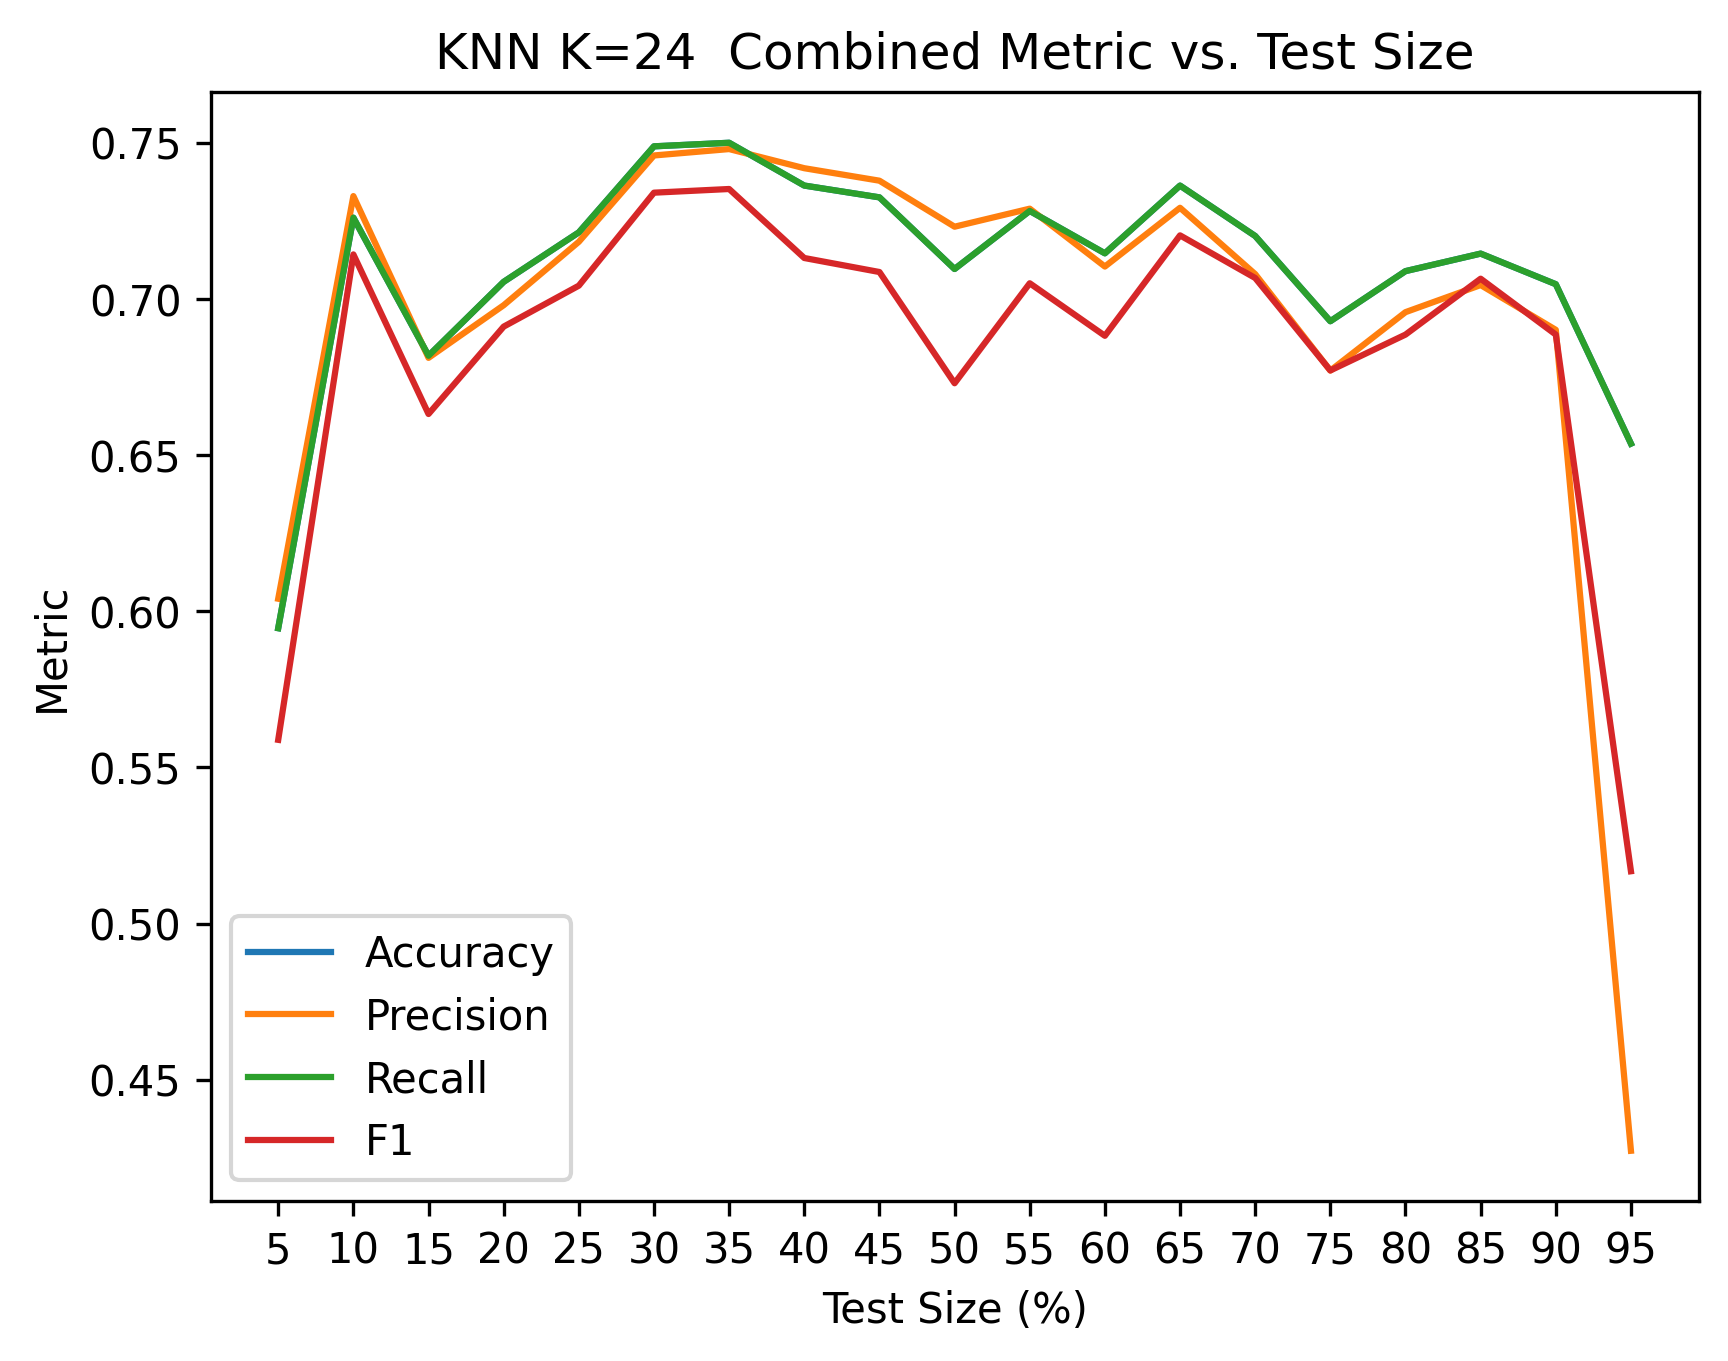 KNN K=24  Combined Metric vs. Test Size
0.75
0.70
0.65
0.60
0.55
0.50
0.45
Metric
Accuracy
Precision
Recall
F1
5 10 15 20 25 30 35 40 45 50 55 60 65 70 75 80 85 90 95
Test Size (%)